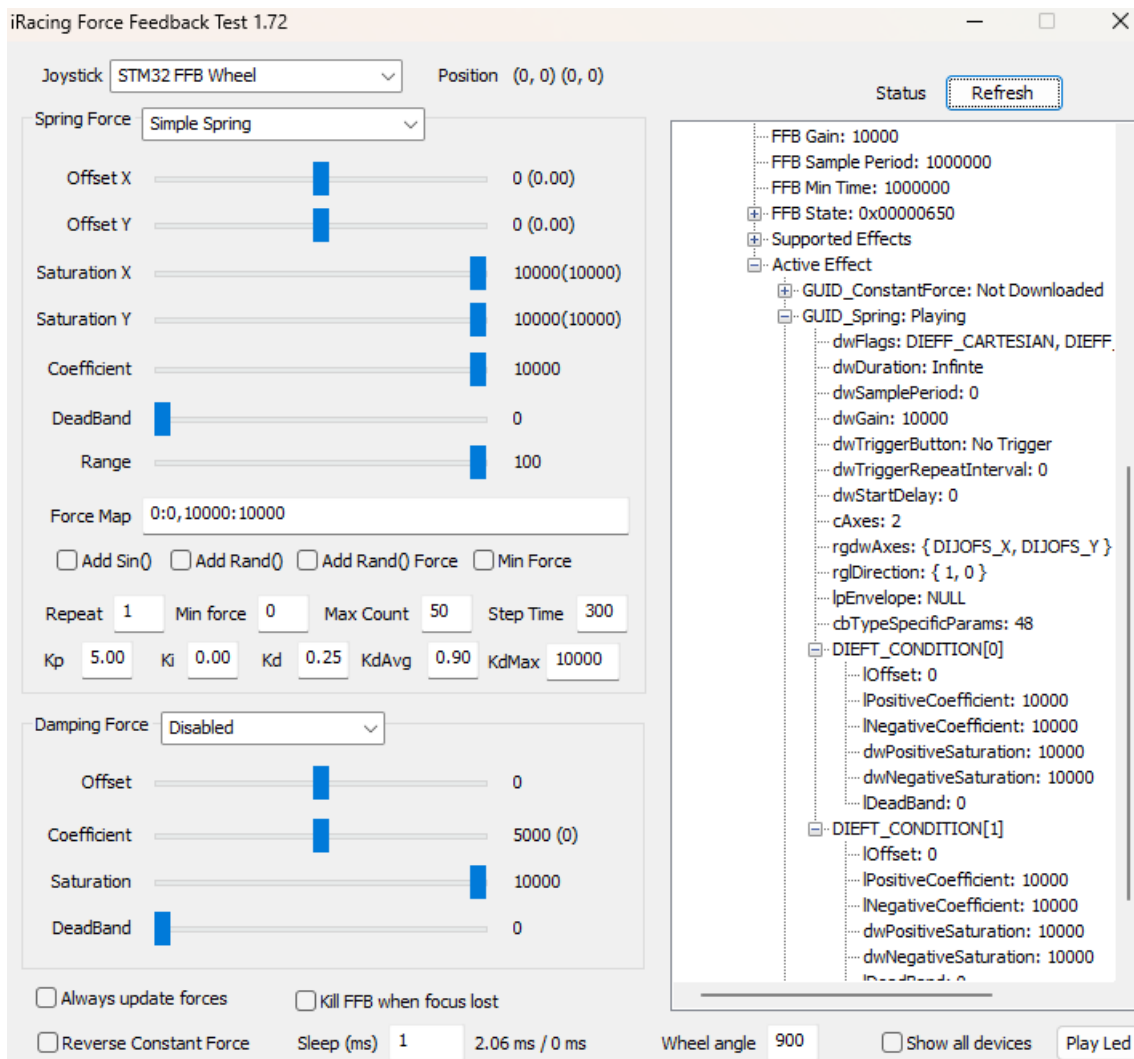 iRacing Force Feedback Test 1.72
Joystick STM32 FFB Wheel Position (0, 0) (0, 0)
Status Refresh
Spring Force Simple Spring
Offset X 0 (0.00)
Offset Y 0 (0.00)
Saturation X 10000(10000)
Saturation Y 10000(10000)
Coefficient 10000
DeadBand 0
Range 100
Force Map 0:0,10000:10000
Add Sin() Add Rand() Add Rand() Force Min Force
Repeat 1 Min force 0 Max Count 50 Step Time 300
Kp 5.00 Ki 0.00 Kd 0.25 KdAvg 0.90 KdMax 10000
Damping Force Disabled
Offset 0
Coefficient 5000 (0)
Saturation 10000
DeadBand 0
FFB Gain: 10000
FFB Sample Period: 1000000
FFB Min Time: 1000000
FFB State: 0x00000650
Supported Effects
Active Effect
GUID_ConstantForce: Not Downloaded
GUID_Spring: Playing
dwFlags: DIEFF_CARTESIAN, DIEFF_
dwDuration: Infinte
dwSamplePeriod: 0
dwGain: 10000
dwTriggerButton: No Trigger
dwTriggerRepeatInterval: 0
dwStartDelay: 0
cAxes: 2
rgdwAxes: { DIJOFS_X, DIJOFS_Y }
rglDirection: { 1, 0 }
lpEnvelope: NULL
cbTypeSpecificParams: 48
DIEFT_CONDITION[0]
lOffset: 0
lPositiveCoefficient: 10000
lNegativeCoefficient: 10000
dwPositiveSaturation: 10000
dwNegativeSaturation: 10000
lDeadBand: 0
DIEFT_CONDITION[1]
lOffset: 0
lPositiveCoefficient: 10000
lNegativeCoefficient: 10000
dwPositiveSaturation: 10000
dwNegativeSaturation: 10000
lDeadBand: 0
Always update forces Kill FFB when focus lost
Reverse Constant Force Sleep (ms) 1 2.06 ms / 0 ms Wheel angle 900 Show all devices Play Led